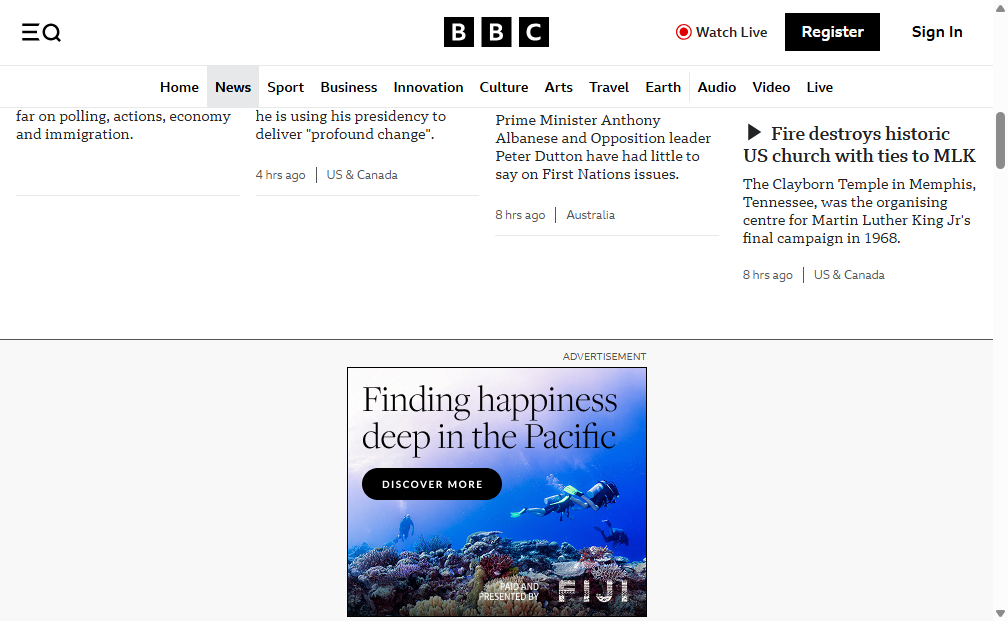 BBC
Watch Live
Register
Sign In
Home
News
Sport
Business
Innovation
Culture
Arts
Travel
Earth
Audio
Video
Live
far on polling, actions, economy
and immigration.
he is using his presidency to
deliver "profound change".
4 hrs ago
US & Canada
Prime Minister Anthony
Albanese and Opposition leader
Peter Dutton have had little to
say on First Nations issues.
8 hrs ago
Australia
Fire destroys historic
US church with ties to MLK
The Clayborn Temple in Memphis,
Tennessee, was the organising
centre for Martin Luther King Jr's
final campaign in 1968.
8 hrs ago
US & Canada
ADVERTISEMENT
Finding happiness
deep in the Pacific
DISCOVER MORE
PAID AND
PRESENTED BY
FIJI